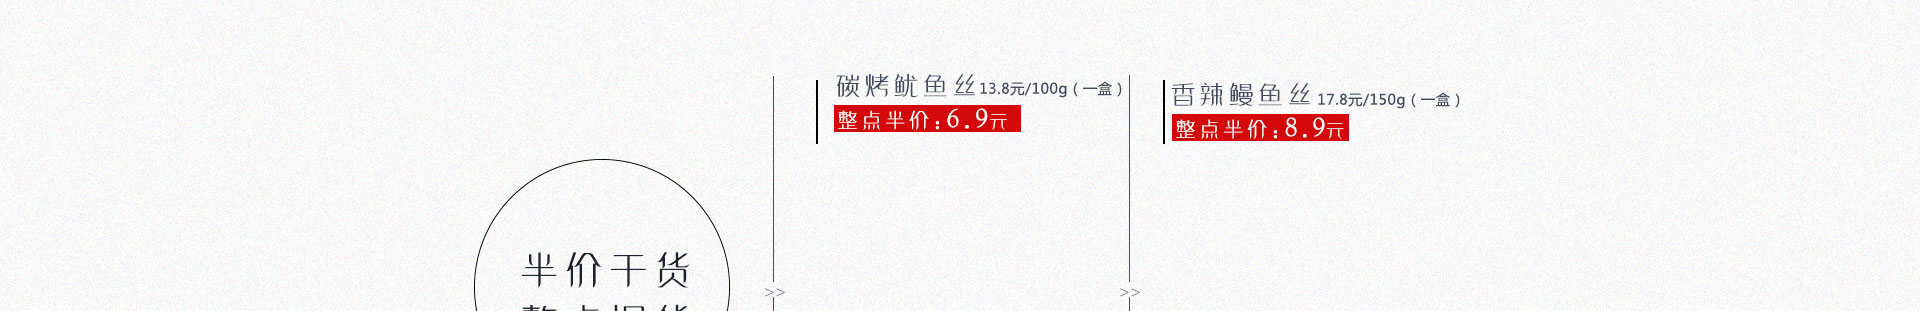 碳烤鱿鱼丝13.8元/100g(一盒)
整点半价:6.9元
香辣鳗鱼丝 17.8元/150g(一盒)
整点半价:8.9元
半价干货
>>
>>